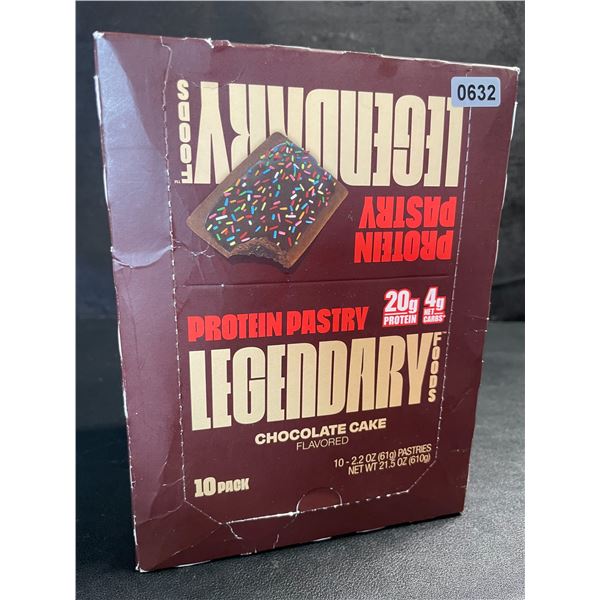 0632
LEGENDARY
FOODS™
PROTEIN
PASTRY
PROTEIN PASTRY
20g PROTEIN
4g NET CARBS*
LEGENDARY
FOODS
CHOCOLATE CAKE
FLAVORED
10 - 2.2 OZ (61g) PASTRIES
NET WT 21.5 OZ (610g)
10 PACK